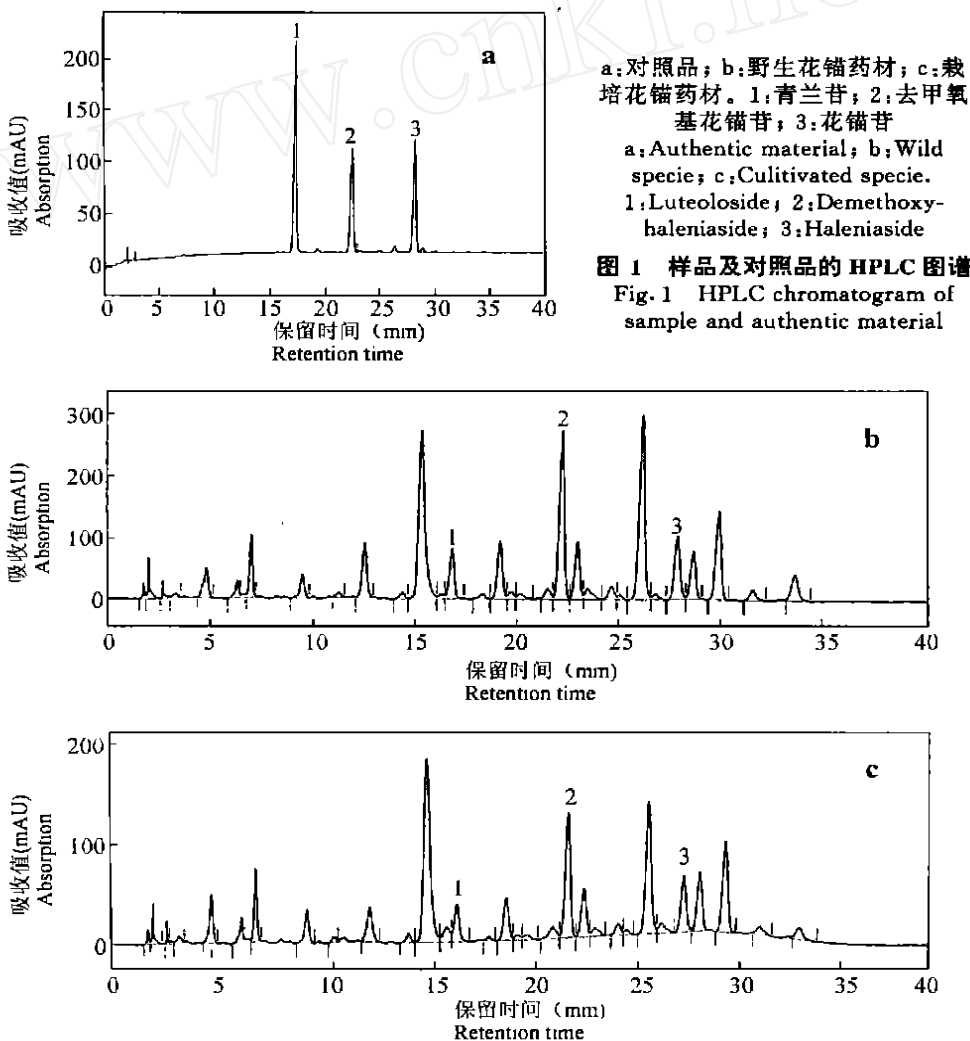 www.cnki.ne
a
1
2
3
200
150
100
50
0
0 5 10 15 20 25 30 35 40
吸收值(mAU)
Absorption
保留时间（mm）
Retention time
a:对照品；b:野生花锚药材；c:栽
培花锚药材。1:青兰苷；2:去甲氧
基花锚苷；3:花锚苷
a:Authentic material; b:Wild
specie; c:Culitivated specie.
1:Luteoloside; 2:Demethoxy-
haleniaside; 3:Haleniaside
图 1 样品及对照品的 HPLC 图谱
Fig. 1 HPLC chromatogram of
sample and authentic material
b
1
2
3
300
200
100
0
0 5 10 15 20 25 30 35 40
吸收值(mAU)
Absorption
保留时间（mm）
Retention time
c
1
2
3
200
100
0
0 5 10 15 20 25 30 35 40
吸收值(mAU)
Absorption
保留时间（mm）
Retention time